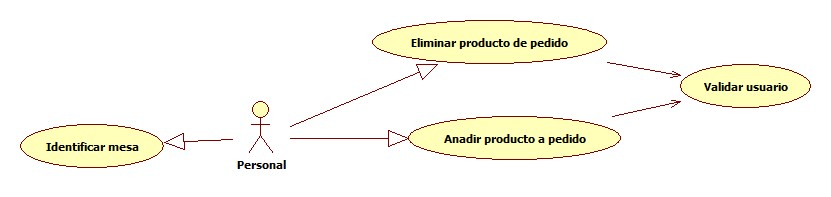 Eliminar producto de pedido
Validar usuario
Anadir producto a pedido
Identificar mesa
Personal